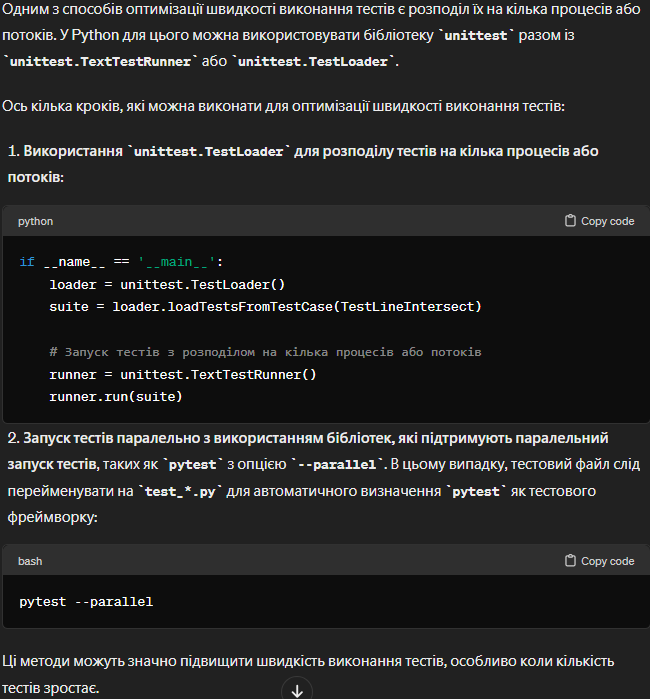 Одним з способів оптимізації швидкості виконання тестів є розподіл їх на кілька процесів або
потоків. У Python для цього можна використовувати бібліотеку `unittest` разом із
`unittest.TextTestRunner` або `unittest.TestLoader`.
Ось кілька кроків, які можна виконати для оптимізації швидкості виконання тестів:
1. Використання `unittest.TestLoader` для розподілу тестів на кілька процесів або
потоків:
python Copy code
if __name__ == '__main__':
    loader = unittest.TestLoader()
    suite = loader.loadTestsFromTestCase(TestLineIntersect)
    # Запуск тестів з розподілом на кілька процесів або потоків
    runner = unittest.TextTestRunner()
    runner.run(suite)
2. Запуск тестів паралельно з використанням бібліотек, які підтримують паралельний
запуск тестів, таких як `pytest` з опцією `--parallel`. В цьому випадку, тестовий файл слід
перейменувати на `test_*.py` для автоматичного визначення `pytest` як тестового
фреймворку:
bash Copy code
pytest --parallel
Ці методи можуть значно підвищити швидкість виконання тестів, особливо коли кількість
тестів зростає.